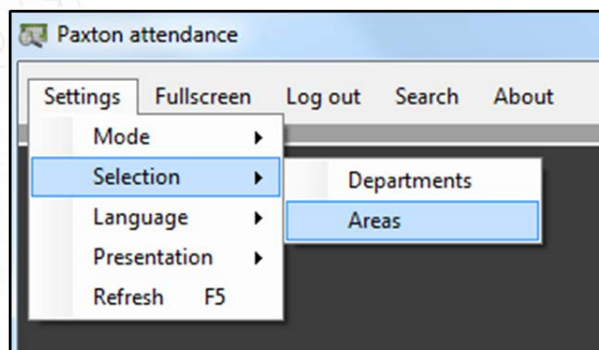 Paxton attendance
Settings Fullscreen Log out Search About
Mode
Selection
Departments
Language
Areas
Presentation
Refresh F5